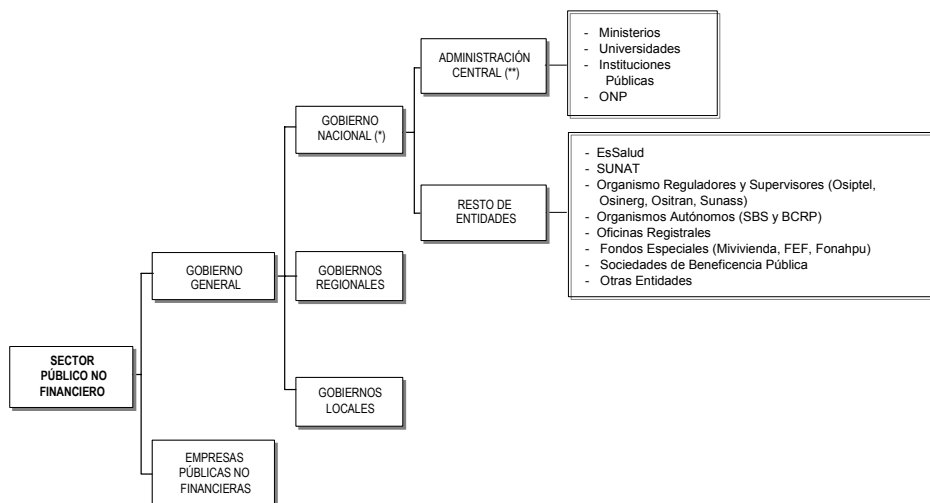 ADMINISTRACIÓN
CENTRAL (**)
- Ministerios
- Universidades
- Instituciones
Públicas
- ONP
GOBIERNO
NACIONAL (*)
RESTO DE
ENTIDADES
- EsSalud
- SUNAT
- Organismo Reguladores y Supervisores (Osiptel,
Osinerg, Ositran, Sunass)
- Organismos Autónomos (SBS y BCRP)
- Oficinas Registrales
- Fondos Especiales (Mivivienda, FEF, Fonahpu)
- Sociedades de Beneficencia Pública
- Otras Entidades
GOBIERNO
GENERAL
GOBIERNOS
REGIONALES
SECTOR
PÚBLICO NO
FINANCIERO
GOBIERNOS
LOCALES
EMPRESAS
PÚBLICAS NO
FINANCIERAS